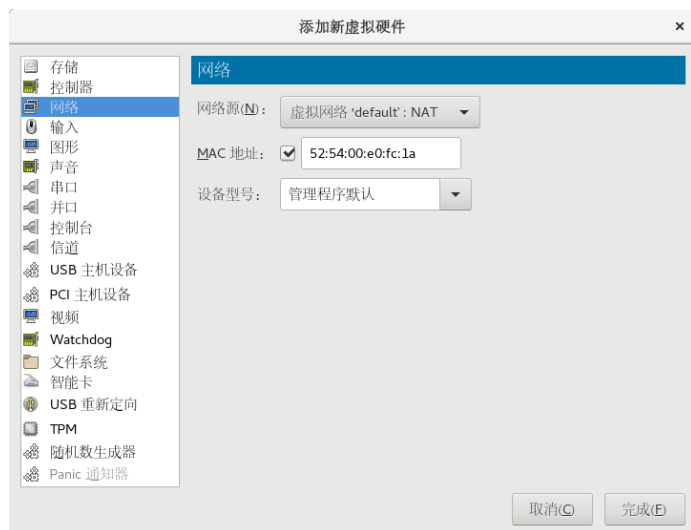 添加新虚拟硬件
×
存储
控制器
网络
输入
图形
声音
串口
并口
控制台
信道
USB 主机设备
PCI 主机设备
视频
Watchdog
文件系统
智能卡
USB 重新定向
TPM
随机数生成器
Panic 通知器
网络
网络源(N)： 虚拟网络 'default' : NAT
MAC 地址： 52:54:00:e0:fc:1a
设备型号： 管理程序默认
取消(C) 完成(F)